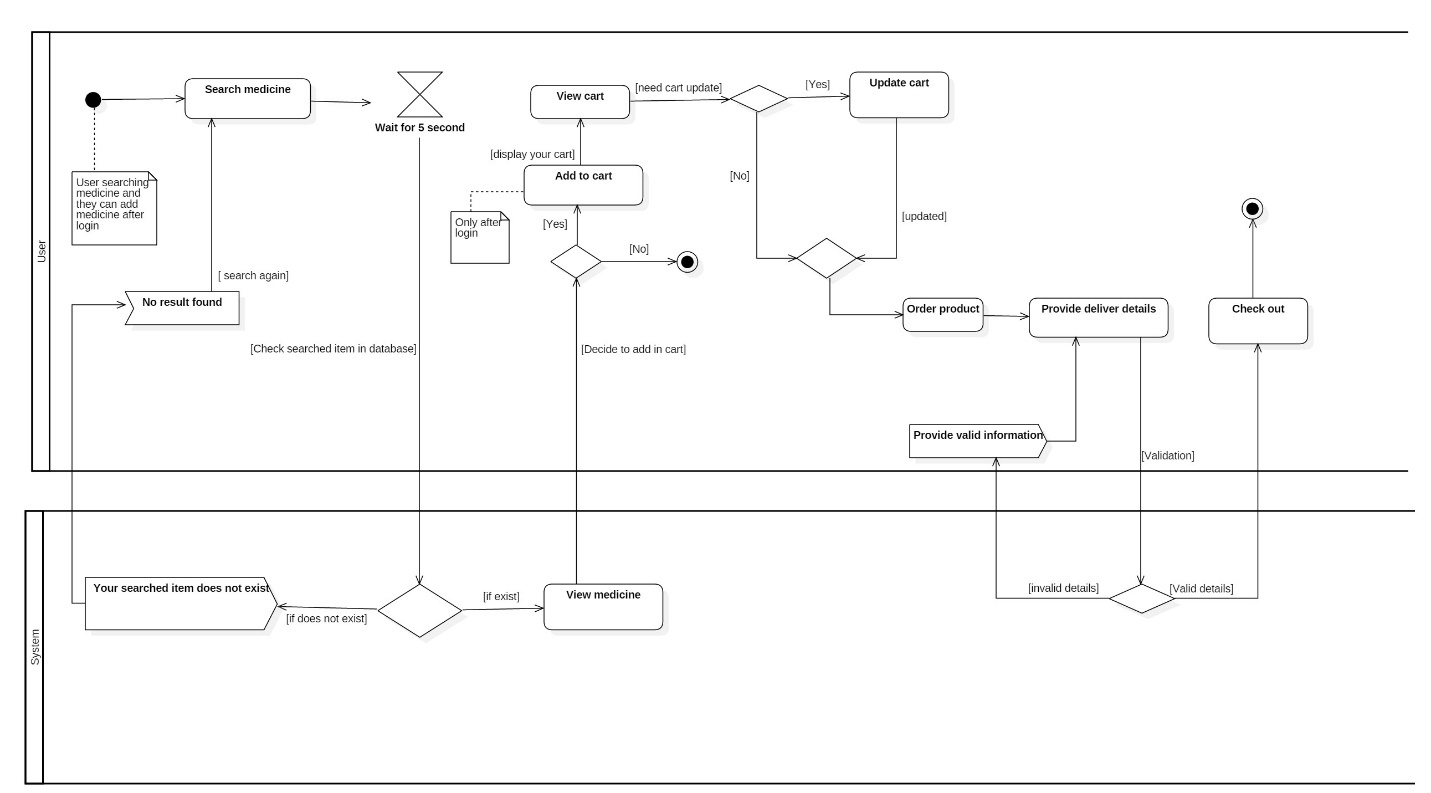 User
Search medicine
Wait for 5 second
User searching
medicine and
they can add
medicine after
login
[ search again]
No result found
[Check searched item in database]
View cart
[need cart update]
[Yes]
Update cart
[display your cart]
Add to cart
Only after
login
[Yes]
[No]
[Decide to add in cart]
[No]
[updated]
Order product
Provide deliver details
Check out
Provide valid information
[Validation]
System
Your searched item does not exist
[if does not exist]
[if exist]
View medicine
[invalid details]
[Valid details]